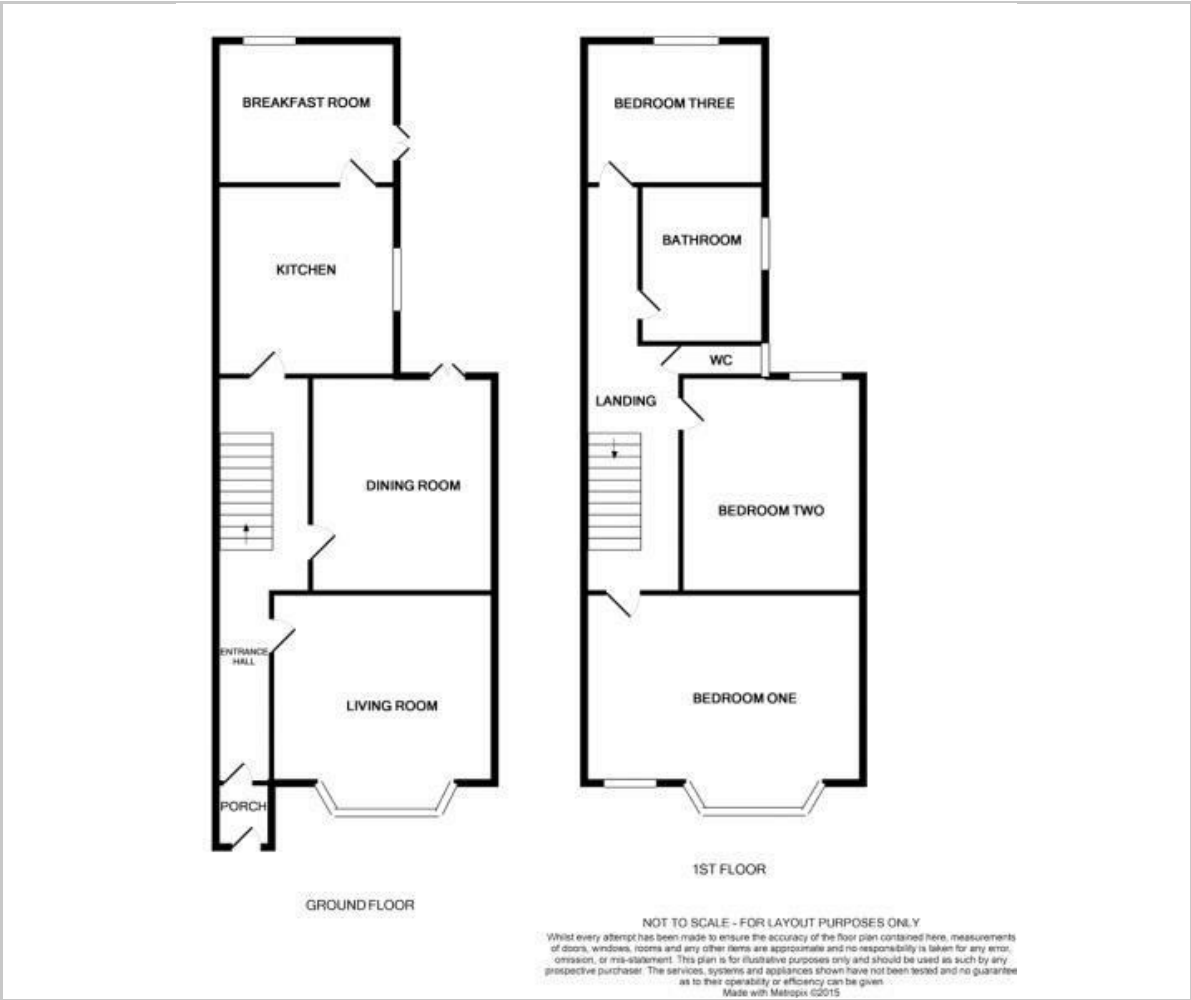 BREAKFAST ROOM
KITCHEN
DINING ROOM
ENTRANCE
HALL
LIVING ROOM
PORCH
GROUND FLOOR
BEDROOM THREE
BATHROOM
WC
LANDING
BEDROOM TWO
BEDROOM ONE
1ST FLOOR
NOT TO SCALE - FOR LAYOUT PURPOSES ONLY
Whilst every attempt has been made to ensure the accuracy of the floor plan contained here, measurements
of doors, windows, rooms and any other items are approximate and no responsibility is taken for any error,
omission, or mis-statement. This plan is for illustrative purposes only and should be used as such by any
prospective purchaser. The services, systems and appliances shown have not been tested and no guarantee
as to their operability or efficiency can be given
Made with Metropix ©2015